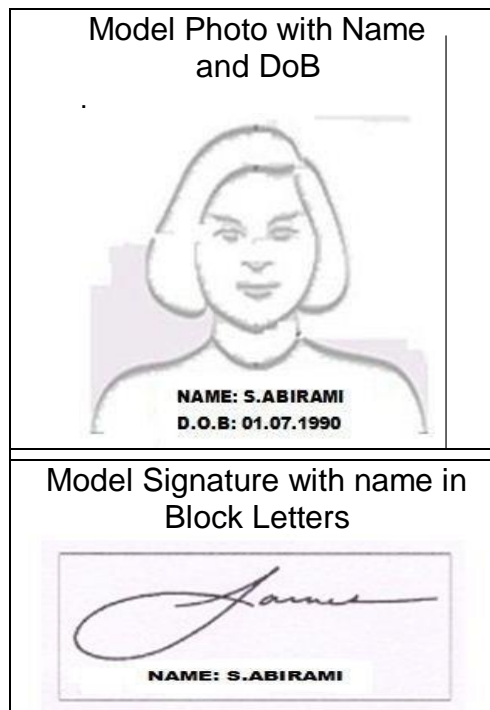 Model Photo with Name
and DoB
.
NAME: S.ABIRAMI
D.O.B: 01.07.1990
Model Signature with name in
Block Letters
James
NAME: S.ABIRAMI